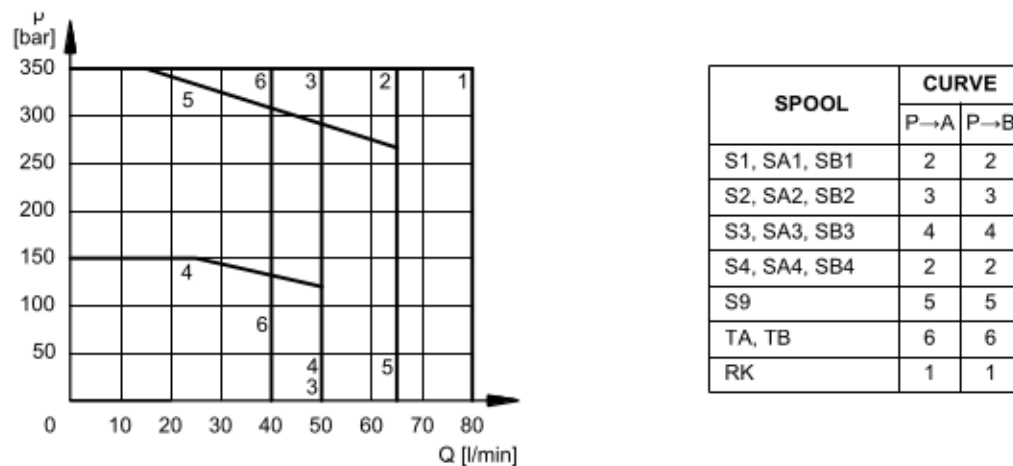 p
[bar]
350
300
250
200
150
100
50
0 10 20 30 40 50 60 70 80
Q [l/min]
6 3 2 1
5
4
6
4 5
3
SPOOL CURVE
P→A P→B
S1, SA1, SB1 2 2
S2, SA2, SB2 3 3
S3, SA3, SB3 4 4
S4, SA4, SB4 2 2
S9 5 5
TA, TB 6 6
RK 1 1